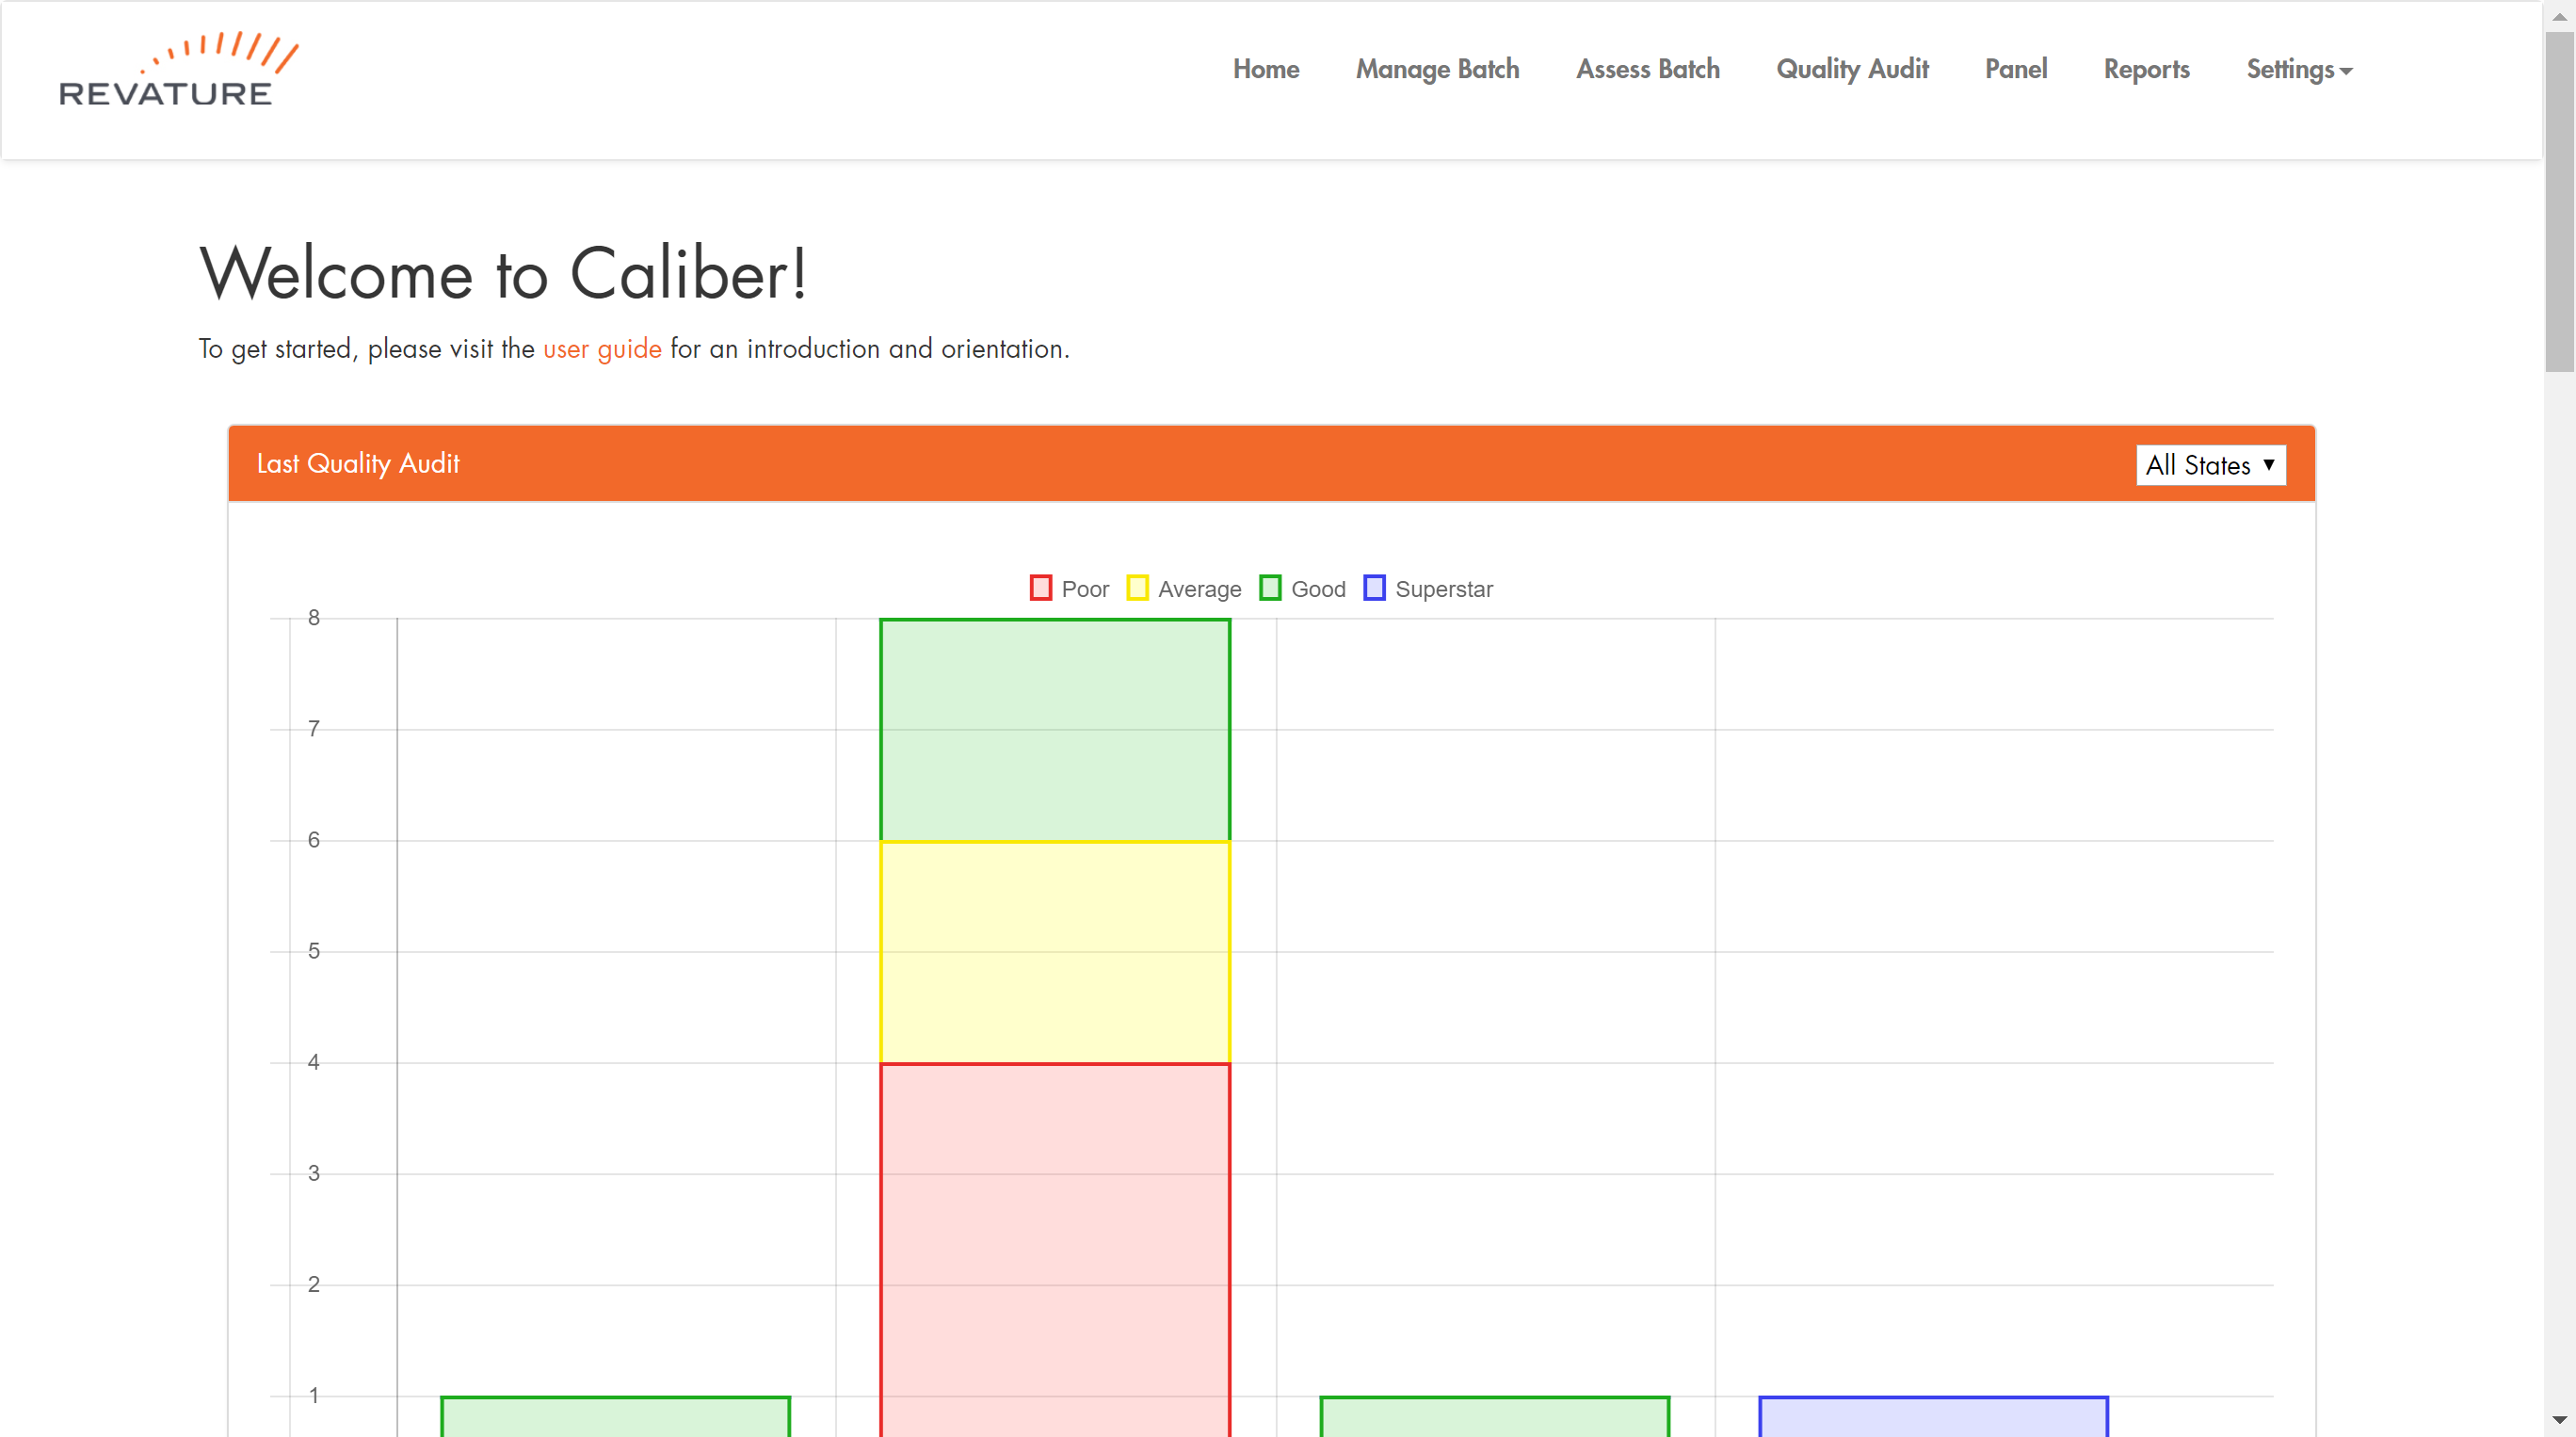 REVATURE
Home Manage Batch Assess Batch Quality Audit Panel Reports Settings
Welcome to Caliber!
To get started, please visit the user guide for an introduction and orientation.
Last Quality Audit All States
Poor Average Good Superstar
8
7
6
5
4
3
2
1